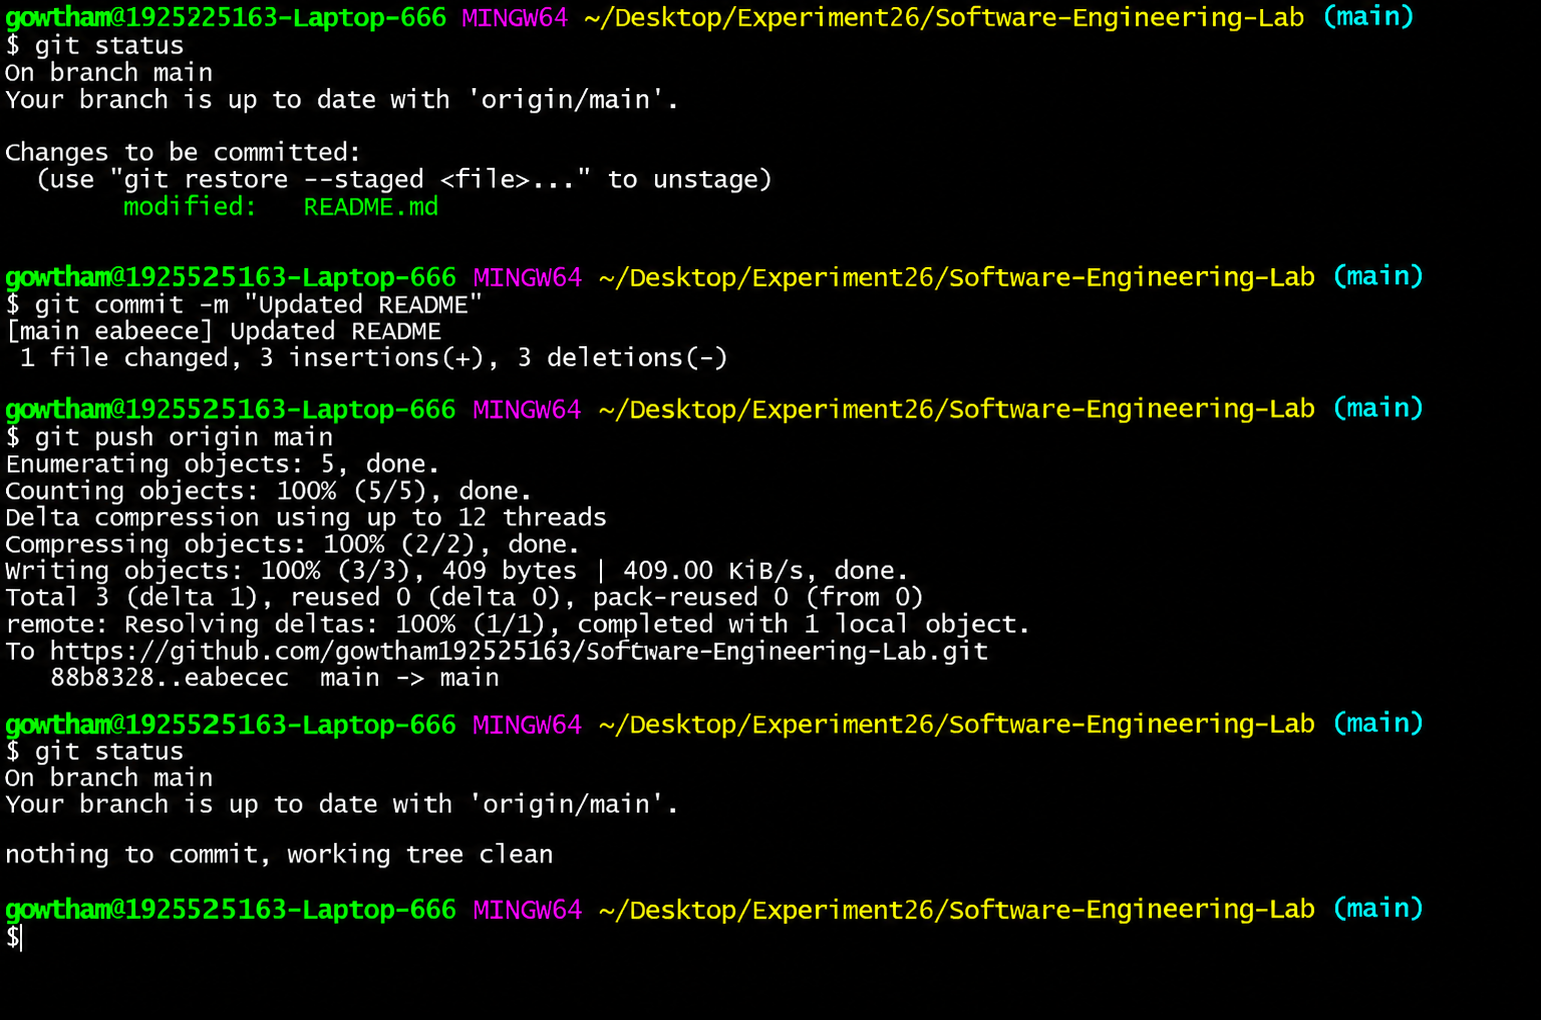 gowtham@1925225163-Laptop-666 MINGW64 ~/Desktop/Experiment26/Software-Engineering-Lab (main)
$ git status
On branch main
Your branch is up to date with 'origin/main'.
Changes to be committed:
  (use "git restore --staged <file>..." to unstage)
        modified:   README.md
gowtham@1925525163-Laptop-666 MINGW64 ~/Desktop/Experiment26/Software-Engineering-Lab (main)
$ git commit -m "Updated README"
[main eabeece] Updated README
 1 file changed, 3 insertions(+), 3 deletions(-)
gowtham@1925525163-Laptop-666 MINGW64 ~/Desktop/Experiment26/Software-Engineering-Lab (main)
$ git push origin main
Enumerating objects: 5, done.
Counting objects: 100% (5/5), done.
Delta compression using up to 12 threads
Compressing objects: 100% (2/2), done.
Writing objects: 100% (3/3), 409 bytes | 409.00 KiB/s, done.
Total 3 (delta 1), reused 0 (delta 0), pack-reused 0 (from 0)
remote: Resolving deltas: 100% (1/1), completed with 1 local object.
To https://github.com/gowtham192525163/Software-Engineering-Lab.git
   88b8328..eabecec  main -> main
gowtham@1925525163-Laptop-666 MINGW64 ~/Desktop/Experiment26/Software-Engineering-Lab (main)
$ git status
On branch main
Your branch is up to date with 'origin/main'.
nothing to commit, working tree clean
gowtham@1925525163-Laptop-666 MINGW64 ~/Desktop/Experiment26/Software-Engineering-Lab (main)
$